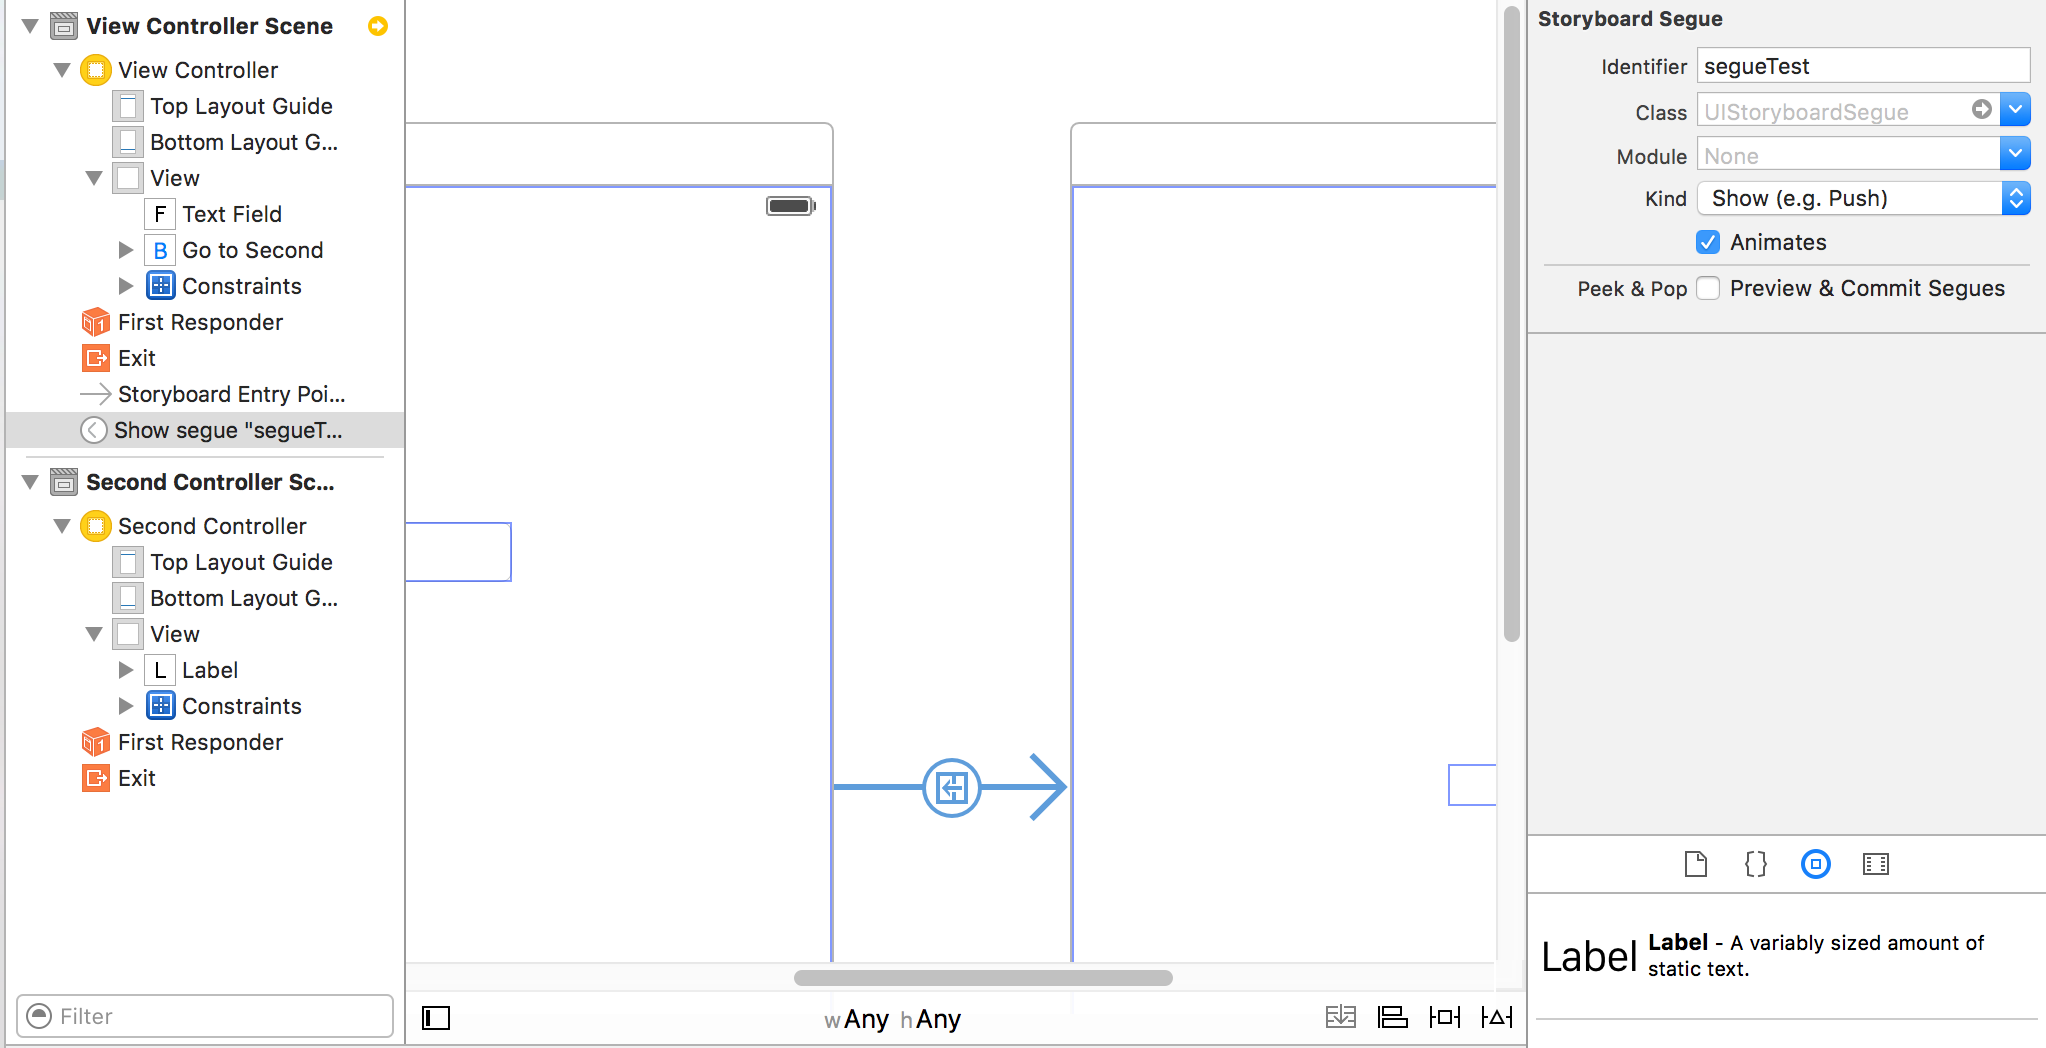 View Controller Scene
View Controller
Top Layout Guide
Bottom Layout G...
View
F Text Field
B Go to Second
Constraints
First Responder
Exit
Storyboard Entry Poi...
Show segue "segueT...
Second Controller Sc...
Second Controller
Top Layout Guide
Bottom Layout G...
View
L Label
Constraints
First Responder
Exit
Filter
wAny hAny
Storyboard Segue
Identifier segueTest
Class UIStoryboardSegue
Module None
Kind Show (e.g. Push)
Animates
Peek & Pop Preview & Commit Segues
{}
Label
Label - A variably sized amount of
static text.